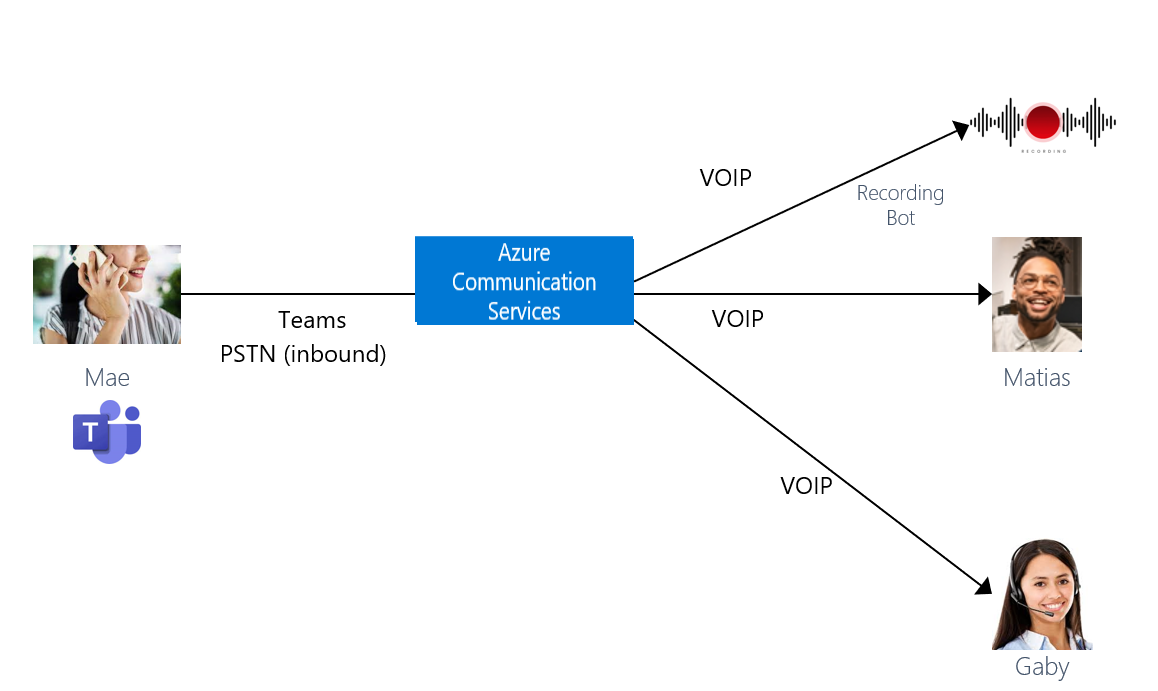 RECORDING
VOIP
Recording
Bot
Azure
Communication
Services
Teams
VOIP
PSTN (inbound)
Mae
Matias
T
VOIP
Gaby